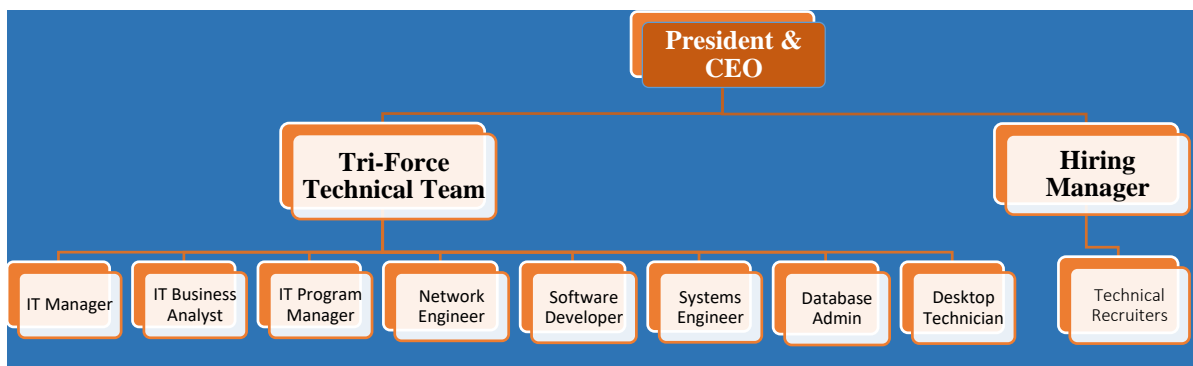 President &
CEO
Tri-Force
Technical Team
Hiring
Manager
IT Manager
IT Business
Analyst
IT Program
Manager
Network
Engineer
Software
Developer
Systems
Engineer
Database
Admin
Desktop
Technician
Technical
Recruiters